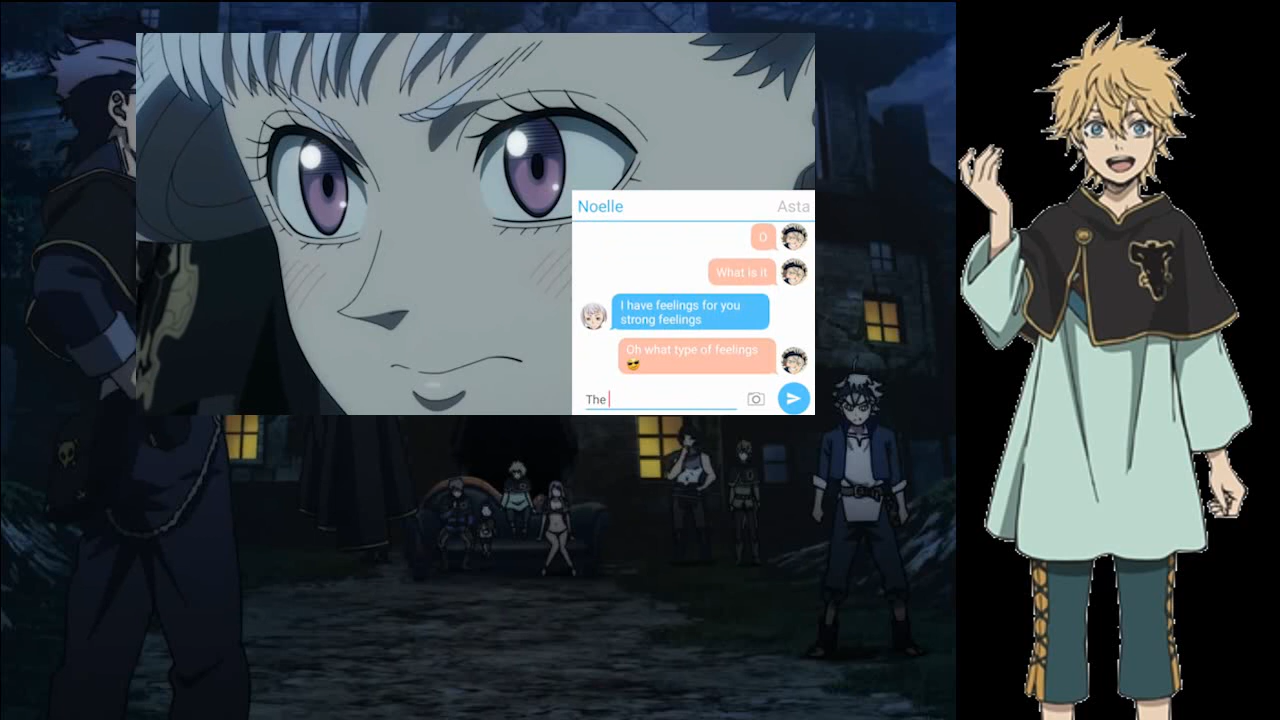 Noelle Asta
O
What is it
I have feelings for you
strong feelings
Oh what type of feelings
😎
The